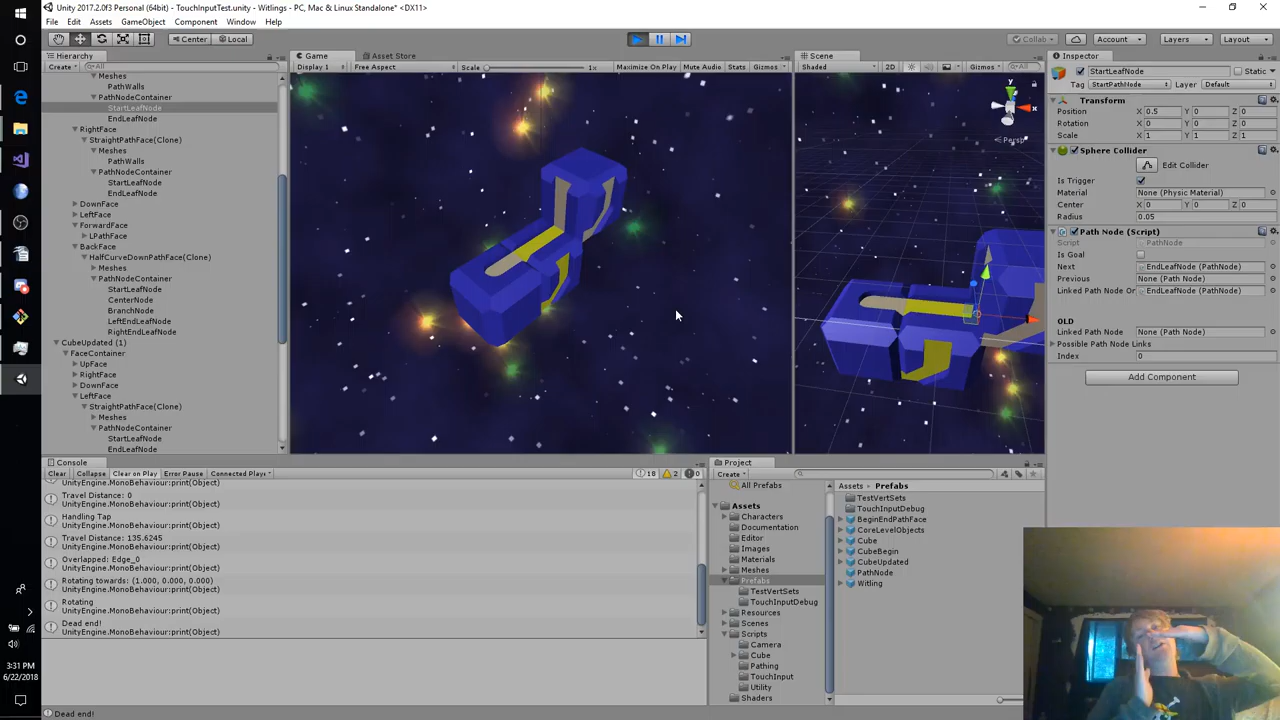 Unity 2017.2.0f3 Personal (64bit) - TouchInputTest.unity - Witlings - PC, Mac & Linux Standalone* <DX11>
File Edit Assets GameObject Component Window Help
Center Local Collab Account Layers Layout
Hierarchy
Create All
Meshes
PathWalls
PathNodeContainer
StartLeafNode
EndLeafNode
RightFace
StraightPathFace(Clone)
Meshes
PathWalls
PathNodeContainer
StartLeafNode
EndLeafNode
DownFace
LeftFace
ForwardFace
LPathFace
BackFace
HalfCurveDownPathFace(Clone)
Meshes
PathNodeContainer
StartLeafNode
CenterNode
BranchNode
LeftEndLeafNode
RightEndLeafNode
CubeUpdated (1)
FaceContainer
UpFace
RightFace
DownFace
LeftFace
StraightPathFace(Clone)
Meshes
PathNodeContainer
StartLeafNode
EndLeafNode
Game Asset Store
Display 1 Free Aspect Scale 1x Maximize On Play Mute Audio Stats Gizmos
Scene
Shaded 2D Gizmos All
y
x
Persp
Inspector
StartLeafNode Static
Tag StartPathNode Layer Default
Transform
Position X 0.5 Y 0 Z 0
Rotation X 0 Y 0 Z 0
Scale X 1 Y 1 Z 1
Sphere Collider
Edit Collider
Is Trigger
Material None (Physic Material)
Center X 0 Y 0 Z 0
Radius 0.05
Path Node (Script)
Script PathNode
Is Goal
Next EndLeafNode (PathNode)
Previous None (Path Node)
Linked Path Node Or EndLeafNode (PathNode)
OLD
Linked Path Node None (Path Node)
Possible Path Node Links
Index 0
Add Component
Console
Clear Collapse Clear on Play Error Pause Connected Player 18 2 0
UnityEngine.MonoBehaviour:print(Object)
Travel Distance: 0
UnityEngine.MonoBehaviour:print(Object)
Handling Tap
UnityEngine.MonoBehaviour:print(Object)
Travel Distance: 135.6245
UnityEngine.MonoBehaviour:print(Object)
Overlapped: Edge_0
UnityEngine.MonoBehaviour:print(Object)
Rotating towards: (1.000, 0.000, 0.000)
UnityEngine.MonoBehaviour:print(Object)
Rotating
UnityEngine.MonoBehaviour:print(Object)
Dead end!
UnityEngine.MonoBehaviour:print(Object)
Project
Create
All Prefabs
Assets
Characters
Documentation
Editor
Images
Materials
Meshes
Prefabs
TestVertSets
TouchInputDebug
Resources
Scenes
Scripts
Camera
Cube
Pathing
TouchInput
Utility
Shaders
Assets Prefabs
TestVertSets
TouchInputDebug
BeginEndPathFace
CoreLevelObjects
Cube
CubeBegin
CubeUpdated
PathNode
Witling
3:31 PM
6/22/2018
Dead end!